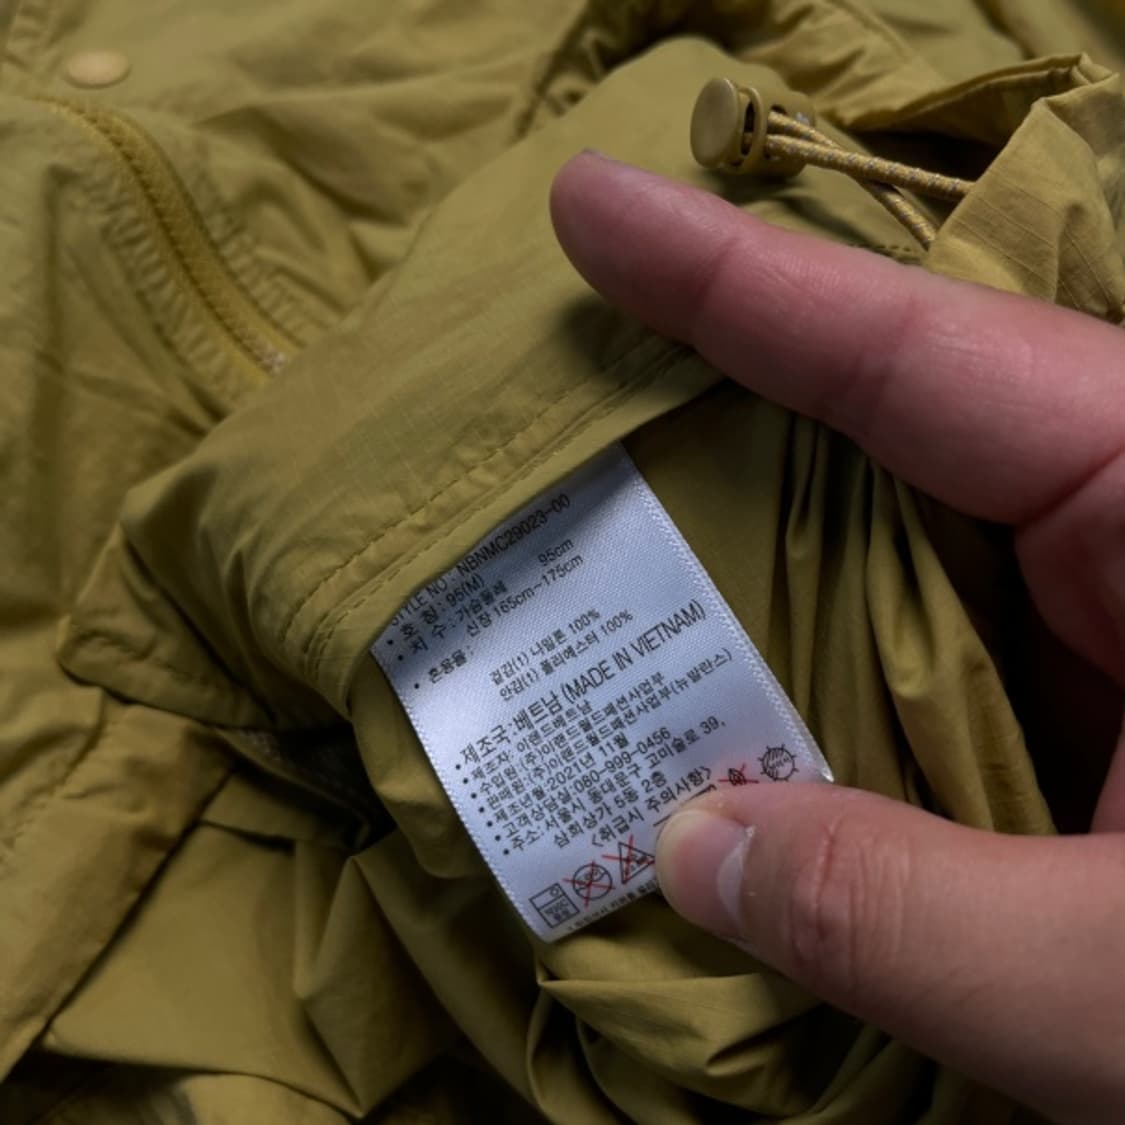 STYLE NO : NBNMC29023-00
• 호 칭 : 95(M)
• 치 수 : 가슴둘레 95cm
신장 165cm~175cm
• 혼용율 :
겉감(1) 나일론 100%
안감(1) 폴리에스터 100%
• 제조국 : 베트남 (MADE IN VIETNAM)
• 제조자 : 이랜드베트남
• 수입원 : (주)이랜드월드패션사업부
• 판매원 : (주)이랜드월드패션사업부(뉴발란스)
• 제조년월 : 2021년 11월
• 고객상담실 : 080-999-0456
• 주소 : 서울시 동대문구 고미술로 39,
삼희상가 5동 2층
<취급시 주의사항>